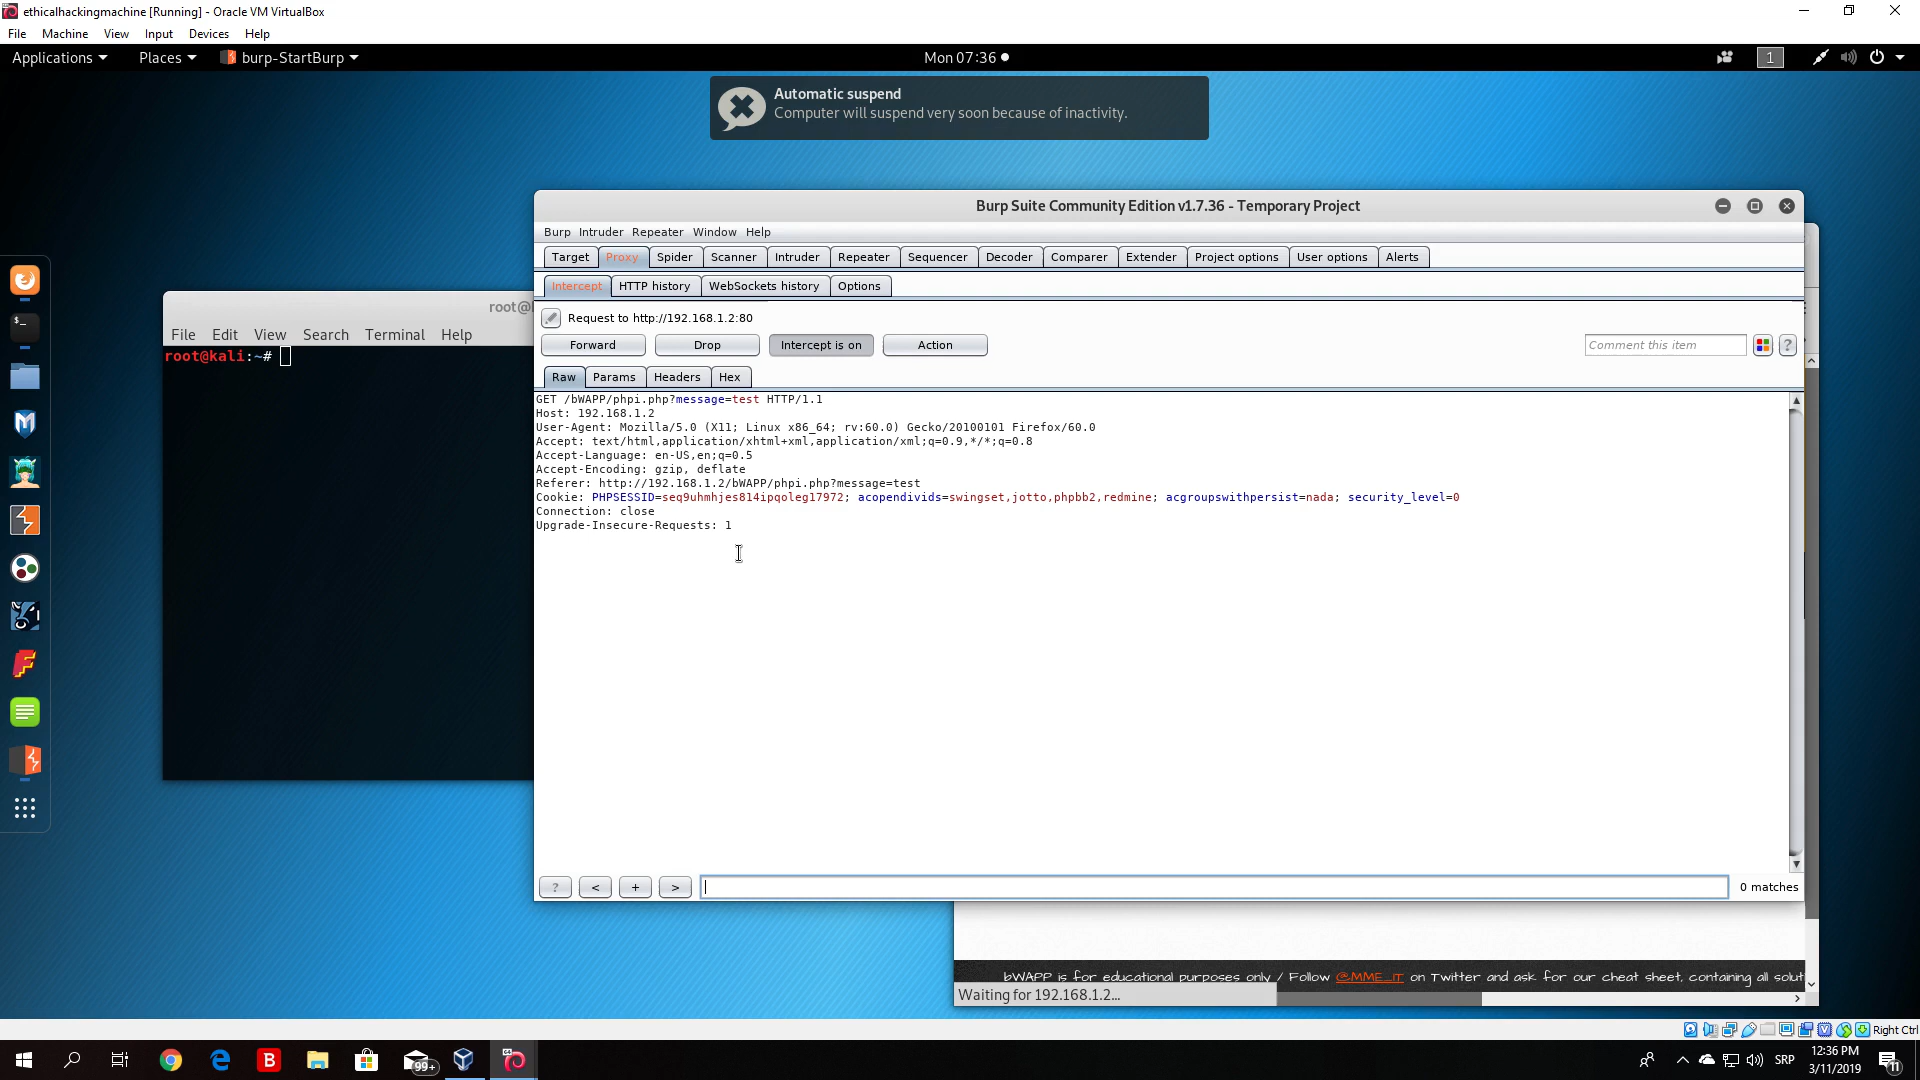 ethicalhackingmachine [Running] - Oracle VM VirtualBox
File Machine View Input Devices Help
Applications Places burp-StartBurp Mon 07:36 1
Automatic suspend
Computer will suspend very soon because of inactivity.
Burp Suite Community Edition v1.7.36 - Temporary Project
Burp Intruder Repeater Window Help
Target Proxy Spider Scanner Intruder Repeater Sequencer Decoder Comparer Extender Project options User options Alerts
Intercept HTTP history WebSockets history Options
Request to http://192.168.1.2:80
Forward Drop Intercept is on Action Comment this item ?
Raw Params Headers Hex
GET /bWAPP/phpi.php?message=test HTTP/1.1
Host: 192.168.1.2
User-Agent: Mozilla/5.0 (X11; Linux x86_64; rv:60.0) Gecko/20100101 Firefox/60.0
Accept: text/html,application/xhtml+xml,application/xml;q=0.9,*/*;q=0.8
Accept-Language: en-US,en;q=0.5
Accept-Encoding: gzip, deflate
Referer: http://192.168.1.2/bWAPP/phpi.php?message=test
Cookie: PHPSESSID=seq9uhmhjes814ipqoleg17972; acopendivids=swingset,jotto,phpbb2,redmine; acgroupswithpersist=nada; security_level=0
Connection: close
Upgrade-Insecure-Requests: 1
? < + > 0 matches
root@
File Edit View Search Terminal Help
root@kali:~#
bWAPP is for educational purposes only / Follow @MME_IT on Twitter and ask for our cheat sheet, containing all solut
Waiting for 192.168.1.2...
Right Ctrl
99+ SRP 12:36 PM
3/11/2019 11